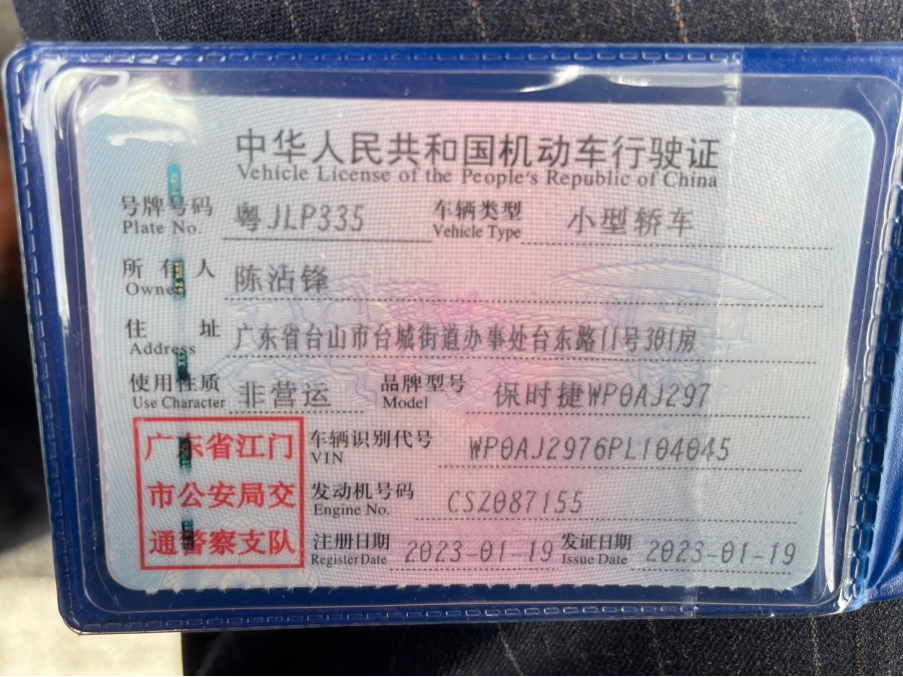 中华人民共和国机动车行驶证
Vehicle License of the People's Republic of China
号牌号码 粤JLP335 车辆类型 小型轿车
Plate No. Vehicle Type
所有人 陈沾锋
Owner
住址 广东省台山市台城街道办事处台东路11号301房
Address
使用性质 非营运 品牌型号 保时捷WP0AJ297
Use Character Model
广东省江门
市公安局交
通警察支队
车辆识别代号 WP0AJ2976PL104045
VIN
发动机号码 CSZ087155
Engine No.
注册日期 2023-01-19 发证日期 2023-01-19
Register Date Issue Date